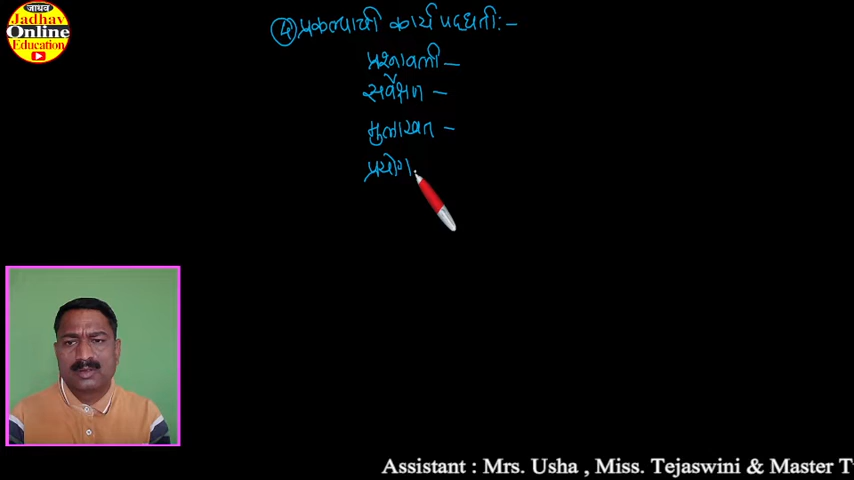 जाधव
Jadhav
Online
Education
④ प्रकल्पाची कार्य पद्धती :-
प्रश्नावली -
सर्वेक्षण -
मुलाखत -
प्रयोग
Assistant : Mrs. Usha , Miss. Tejaswini & Master T